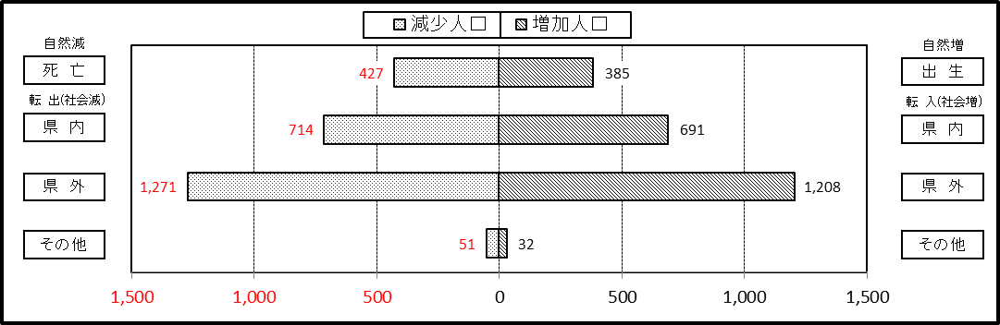 減少人口 増加人口
自然減 自然増
死 亡 427 385 出 生
転 出(社会減) 転 入(社会増)
県 内 714 691 県 内
県 外 1,271 1,208 県 外
その他 51 32 その他
1,500 1,000 500 0 500 1,000 1,500